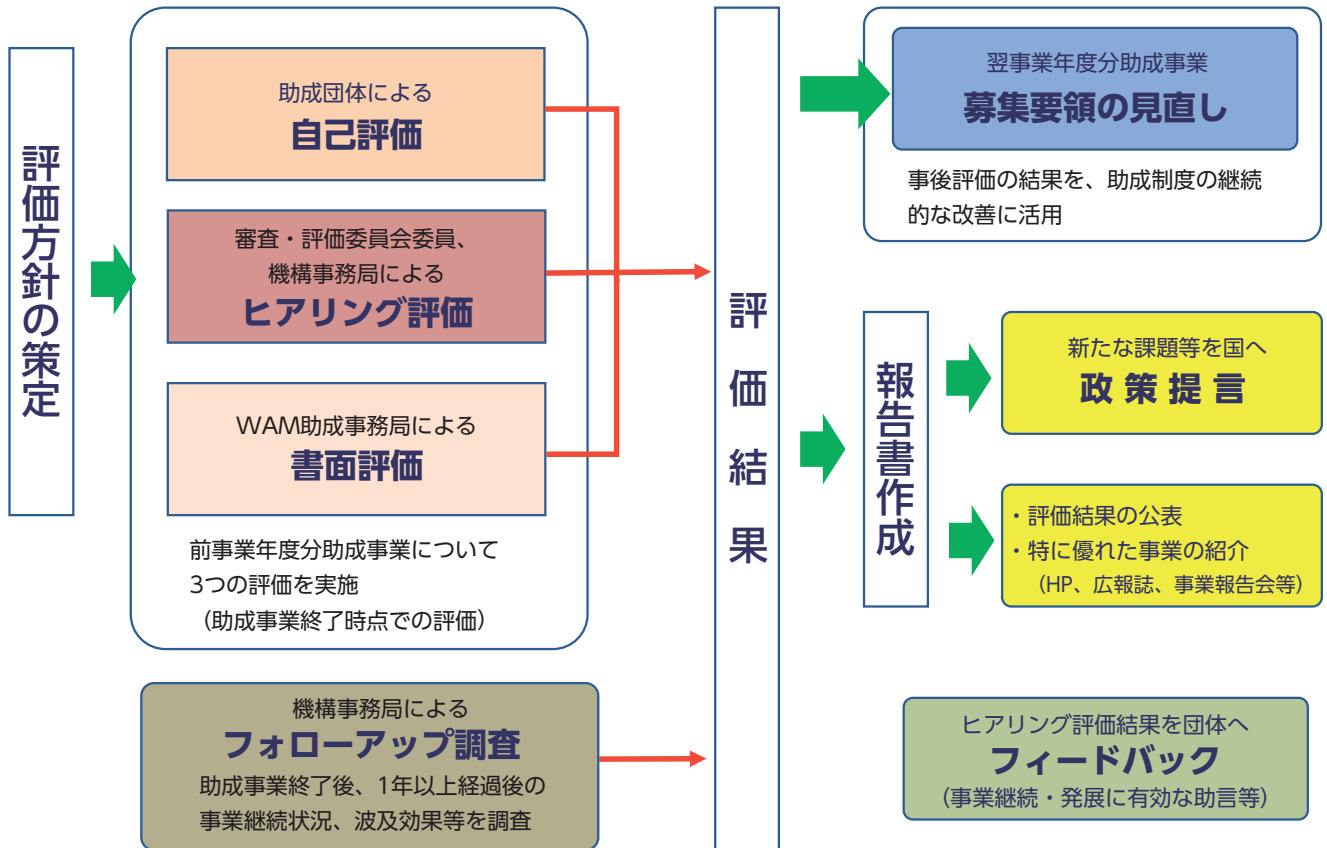 評価方針の策定
助成団体による
自己評価
審査・評価委員会委員、
機構事務局による
ヒアリング評価
WAM助成事務局による
書面評価
前事業年度分助成事業について
3つの評価を実施
（助成事業終了時点での評価）
機構事務局による
フォローアップ調査
助成事業終了後、1年以上経過後の
事業継続状況、波及効果等を調査
評価結果
翌事業年度分助成事業
募集要領の見直し
事後評価の結果を、助成制度の継続
的な改善に活用
報告書作成
新たな課題等を国へ
政策提言
・評価結果の公表
・特に優れた事業の紹介
（HP、広報誌、事業報告会等）
ヒアリング評価結果を団体へ
フィードバック
（事業継続・発展に有効な助言等）